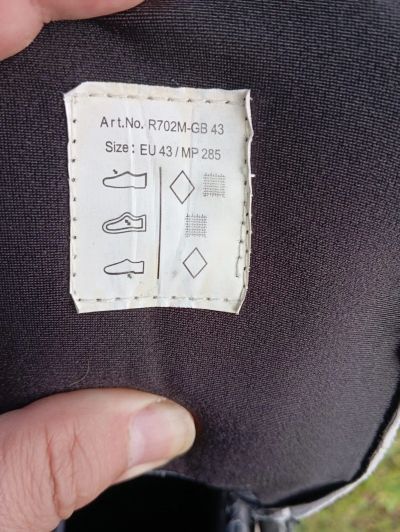 Art.No. R702M-GB 43
Size: EU 43 / MP 285